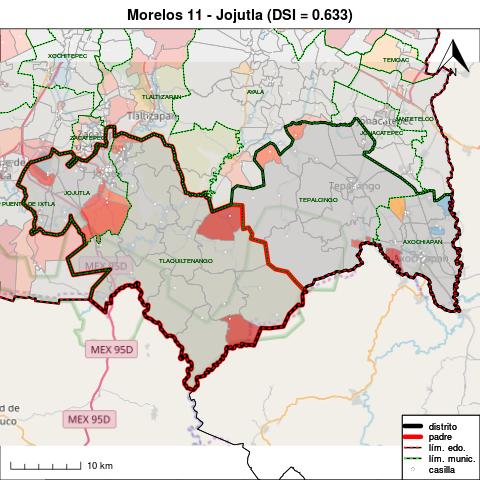 Morelos 11 - Jojutla (DSI = 0.633)
XOCHITEPEC
TEMOAC
TLALTIZAPAN
AYALA
Tlaltizapán
JANTETELCO
ZACATEPEC
JONACATEPEC
Tepalcingo
JOJUTLA
TEPALCINGO
PUENTE DE IXTLA
AXOCHIAPAN
Axochiapan
TLAQUILTENANGO
MEX 95D
MEX 95D
MEX 95D
10 km
distrito
padre
lím. edo.
lím. munic.
casilla